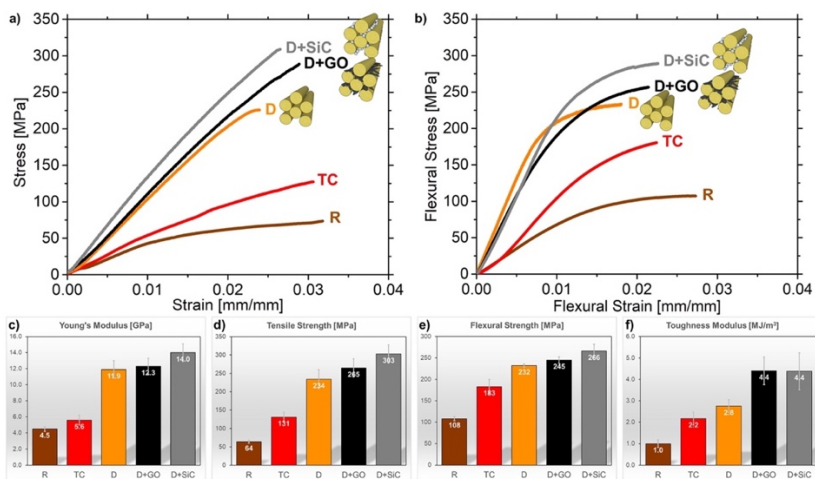 a)
350
300
250
200
150
100
50
0
Stress [MPa]
D+SiC
D+GO
D
TC
R
0.00 0.01 0.02 0.03 0.04
Strain [mm/mm]
b)
350
300
250
200
150
100
50
0
Flexural Stress [MPa]
D+SiC
D+GO
D
TC
R
0.00 0.01 0.02 0.03 0.04
Flexural Strain [mm/mm]
c) Young's Modulus [GPa]
14.0
12.0
10.0
8.0
6.0
4.0
2.0
0.0
4.5 5.6 11.9 12.3 14.0
R TC D D+GO D+SiC
d) Tensile Strength [MPa]
350
300
250
200
150
100
50
0
64 131 234 265 303
R TC D D+GO D+SiC
e) Flexural Strength [MPa]
300
250
200
150
100
50
0
108 183 232 245 266
R TC D D+GO D+SiC
f) Toughness Modulus [MJ/m³]
6.0
5.0
4.0
3.0
2.0
1.0
0.0
1.0 2.2 2.8 4.4 4.4
R TC D D+GO D+SiC